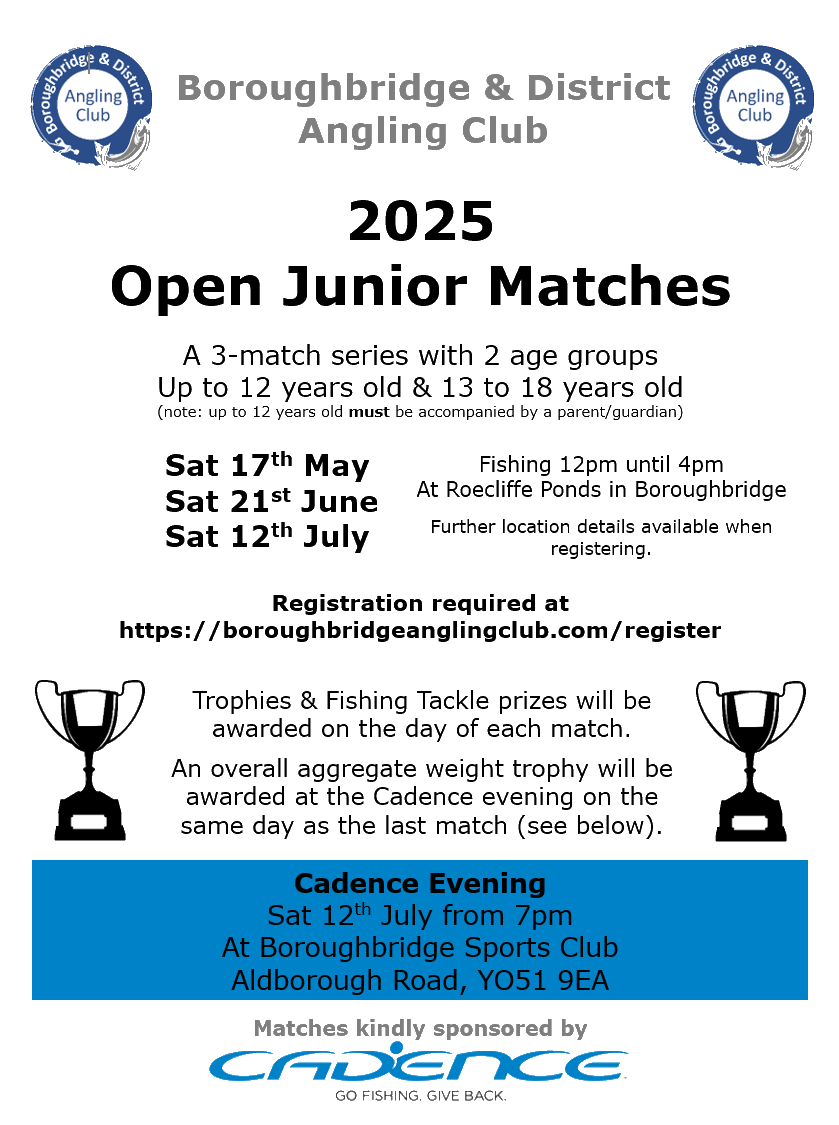 Boroughbridge & District
Angling Club
Boroughbridge & District
Angling
Club
Boroughbridge & District
Angling
Club
2025
Open Junior Matches
A 3-match series with 2 age groups
Up to 12 years old & 13 to 18 years old
(note: up to 12 years old must be accompanied by a parent/guardian)
Sat 17th May
Sat 21st June
Sat 12th July
Fishing 12pm until 4pm
At Roecliffe Ponds in Boroughbridge
Further location details available when
registering.
Registration required at
https://boroughbridgeanglingclub.com/register
Trophies & Fishing Tackle prizes will be
awarded on the day of each match.
An overall aggregate weight trophy will be
awarded at the Cadence evening on the
same day as the last match (see below).
Cadence Evening
Sat 12th July from 7pm
At Boroughbridge Sports Club
Aldborough Road, YO51 9EA
Matches kindly sponsored by
CADENCE
GO FISHING. GIVE BACK.